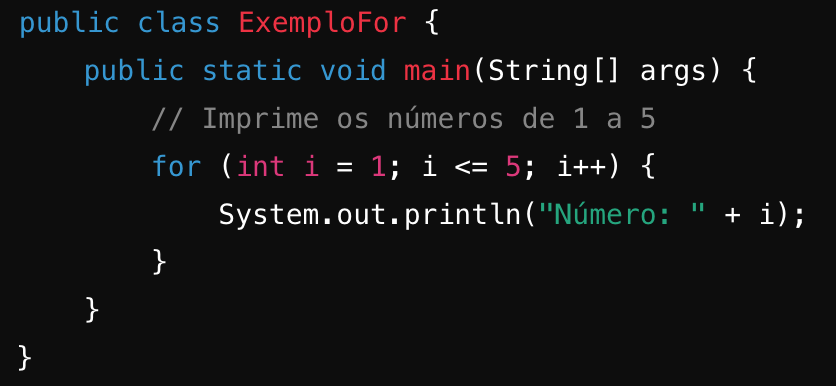 public class ExemploFor {
    public static void main(String[] args) {
        // Imprime os números de 1 a 5
        for (int i = 1; i <= 5; i++) {
            System.out.println("Número: " + i);
        }
    }
}